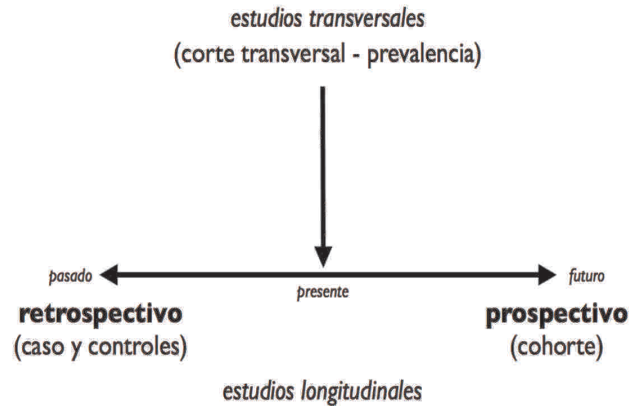 estudios transversales
(corte transversal - prevalencia)
pasado
presente
futuro
retrospectivo
(caso y controles)
prospectivo
(cohorte)
estudios longitudinales